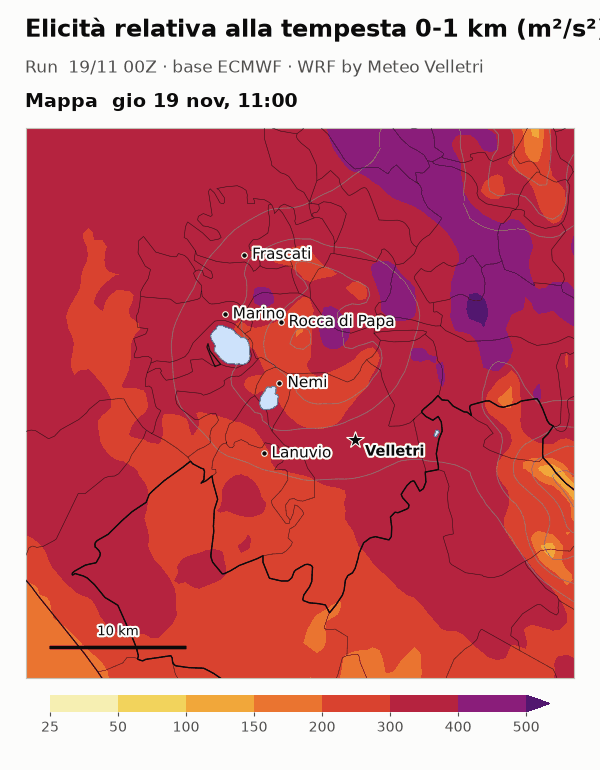 Elicità relativa alla tempesta 0-1 km (m²/s²)
Run  19/11 00Z · base ECMWF · WRF by Meteo Velletri
Mappa  gio 19 nov, 11:00
Frascati
Marino
Rocca di Papa
Nemi
Velletri
Lanuvio
10 km
25 50 100 150 200 300 400 500